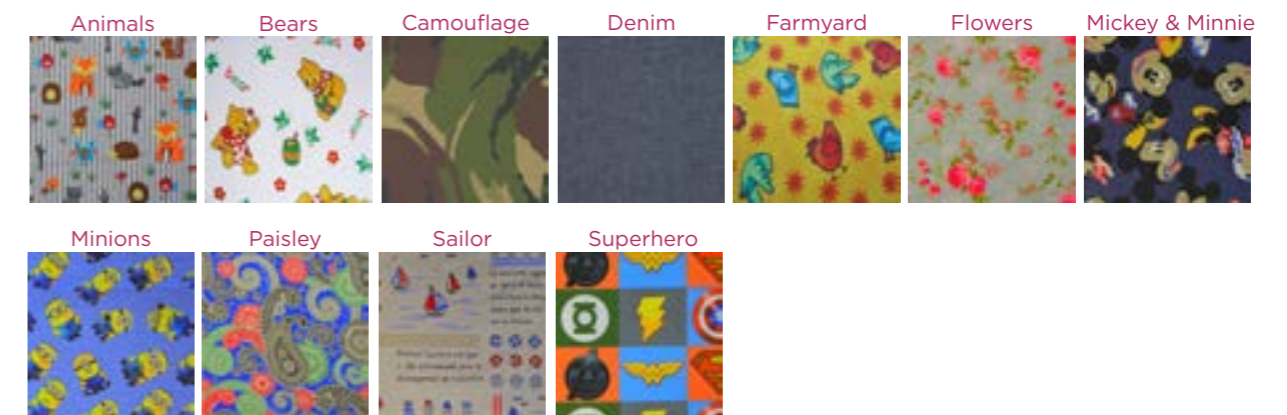 Animals
Bears
Camouflage
Denim
Farmyard
Flowers
Mickey & Minnie
Minions
Paisley
Sailor
Superhero